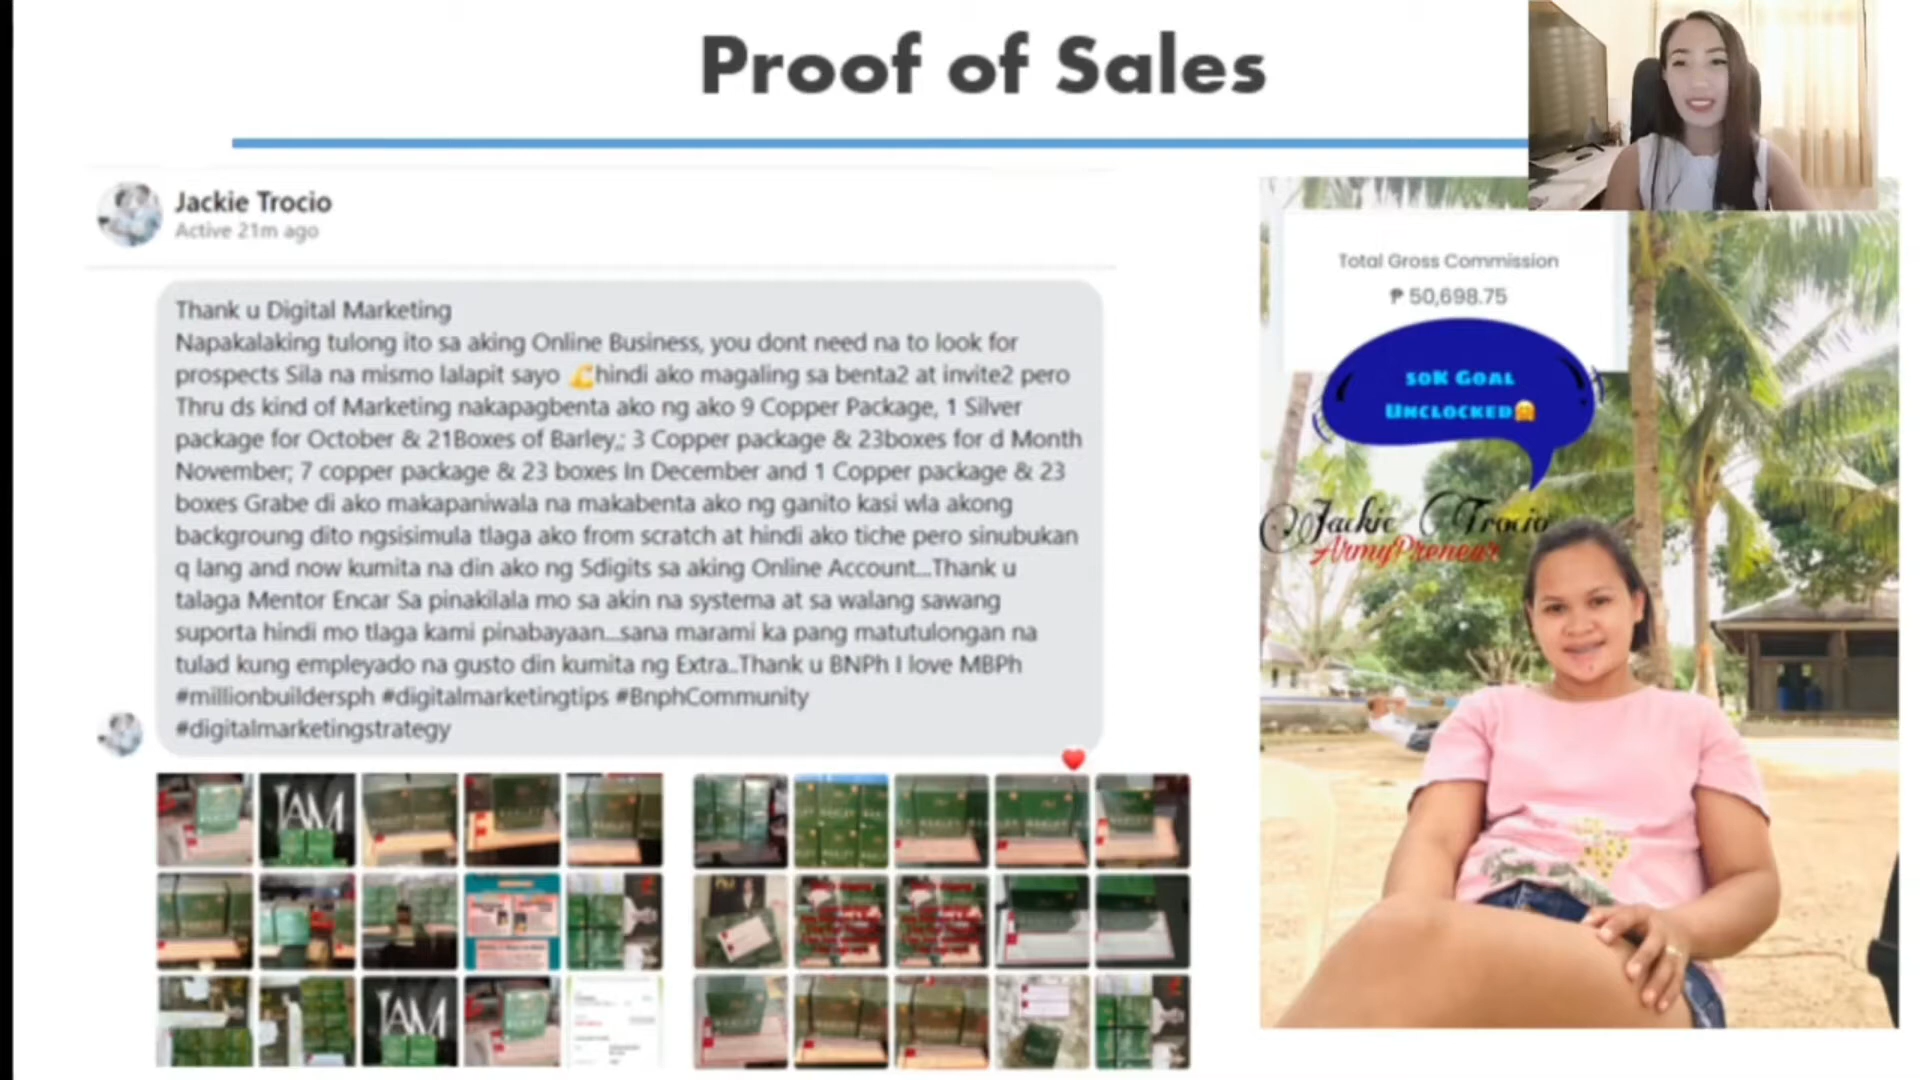 Proof of Sales
Jackie Trocio
Active 21m ago
Thank u Digital Marketing
Napakalaking tulong ito sa aking Online Business, you dont need na to look for
prospects Sila na mismo lalapit sayo hindi ako magaling sa benta2 at invite2 pero
Thru ds kind of Marketing nakapagbenta ako ng ako 9 Copper Package, 1 Silver
package for October & 21Boxes of Barley,; 3 Copper package & 23boxes for d Month
November; 7 copper package & 23 boxes In December and 1 Copper package & 23
boxes Grabe di ako makapaniwala na makabenta ako ng ganito kasi wla akong
backgroung dito ngsisimula tlaga ako from scratch at hindi ako tiche pero sinubukan
q lang and now kumita na din ako ng 5digits sa aking Online Account...Thank u
talaga Mentor Encar Sa pinakilala mo sa akin na systema at sa walang sawang
suporta hindi mo tlaga kami pinabayaan...sana marami ka pang matutulongan na
tulad kung empleyado na gusto din kumita ng Extra..Thank u BNPh I love MBPh
#millionbuildersph #digitalmarketingtips #BnphCommunity
#digitalmarketingstrategy
Total Gross Commission
₱ 50,698.75
50K Goal
Unclocked
Jackie Trocio
ArmyPreneur
IAM
IAM